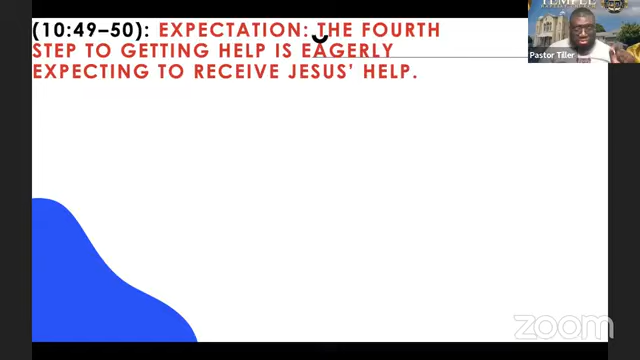 (10:49–50): EXPECTATION: THE FOURTH
STEP TO GETTING HELP IS EAGERLY
EXPECTING TO RECEIVE JESUS' HELP.
TEMPLE
Pastor Tiller
zoom